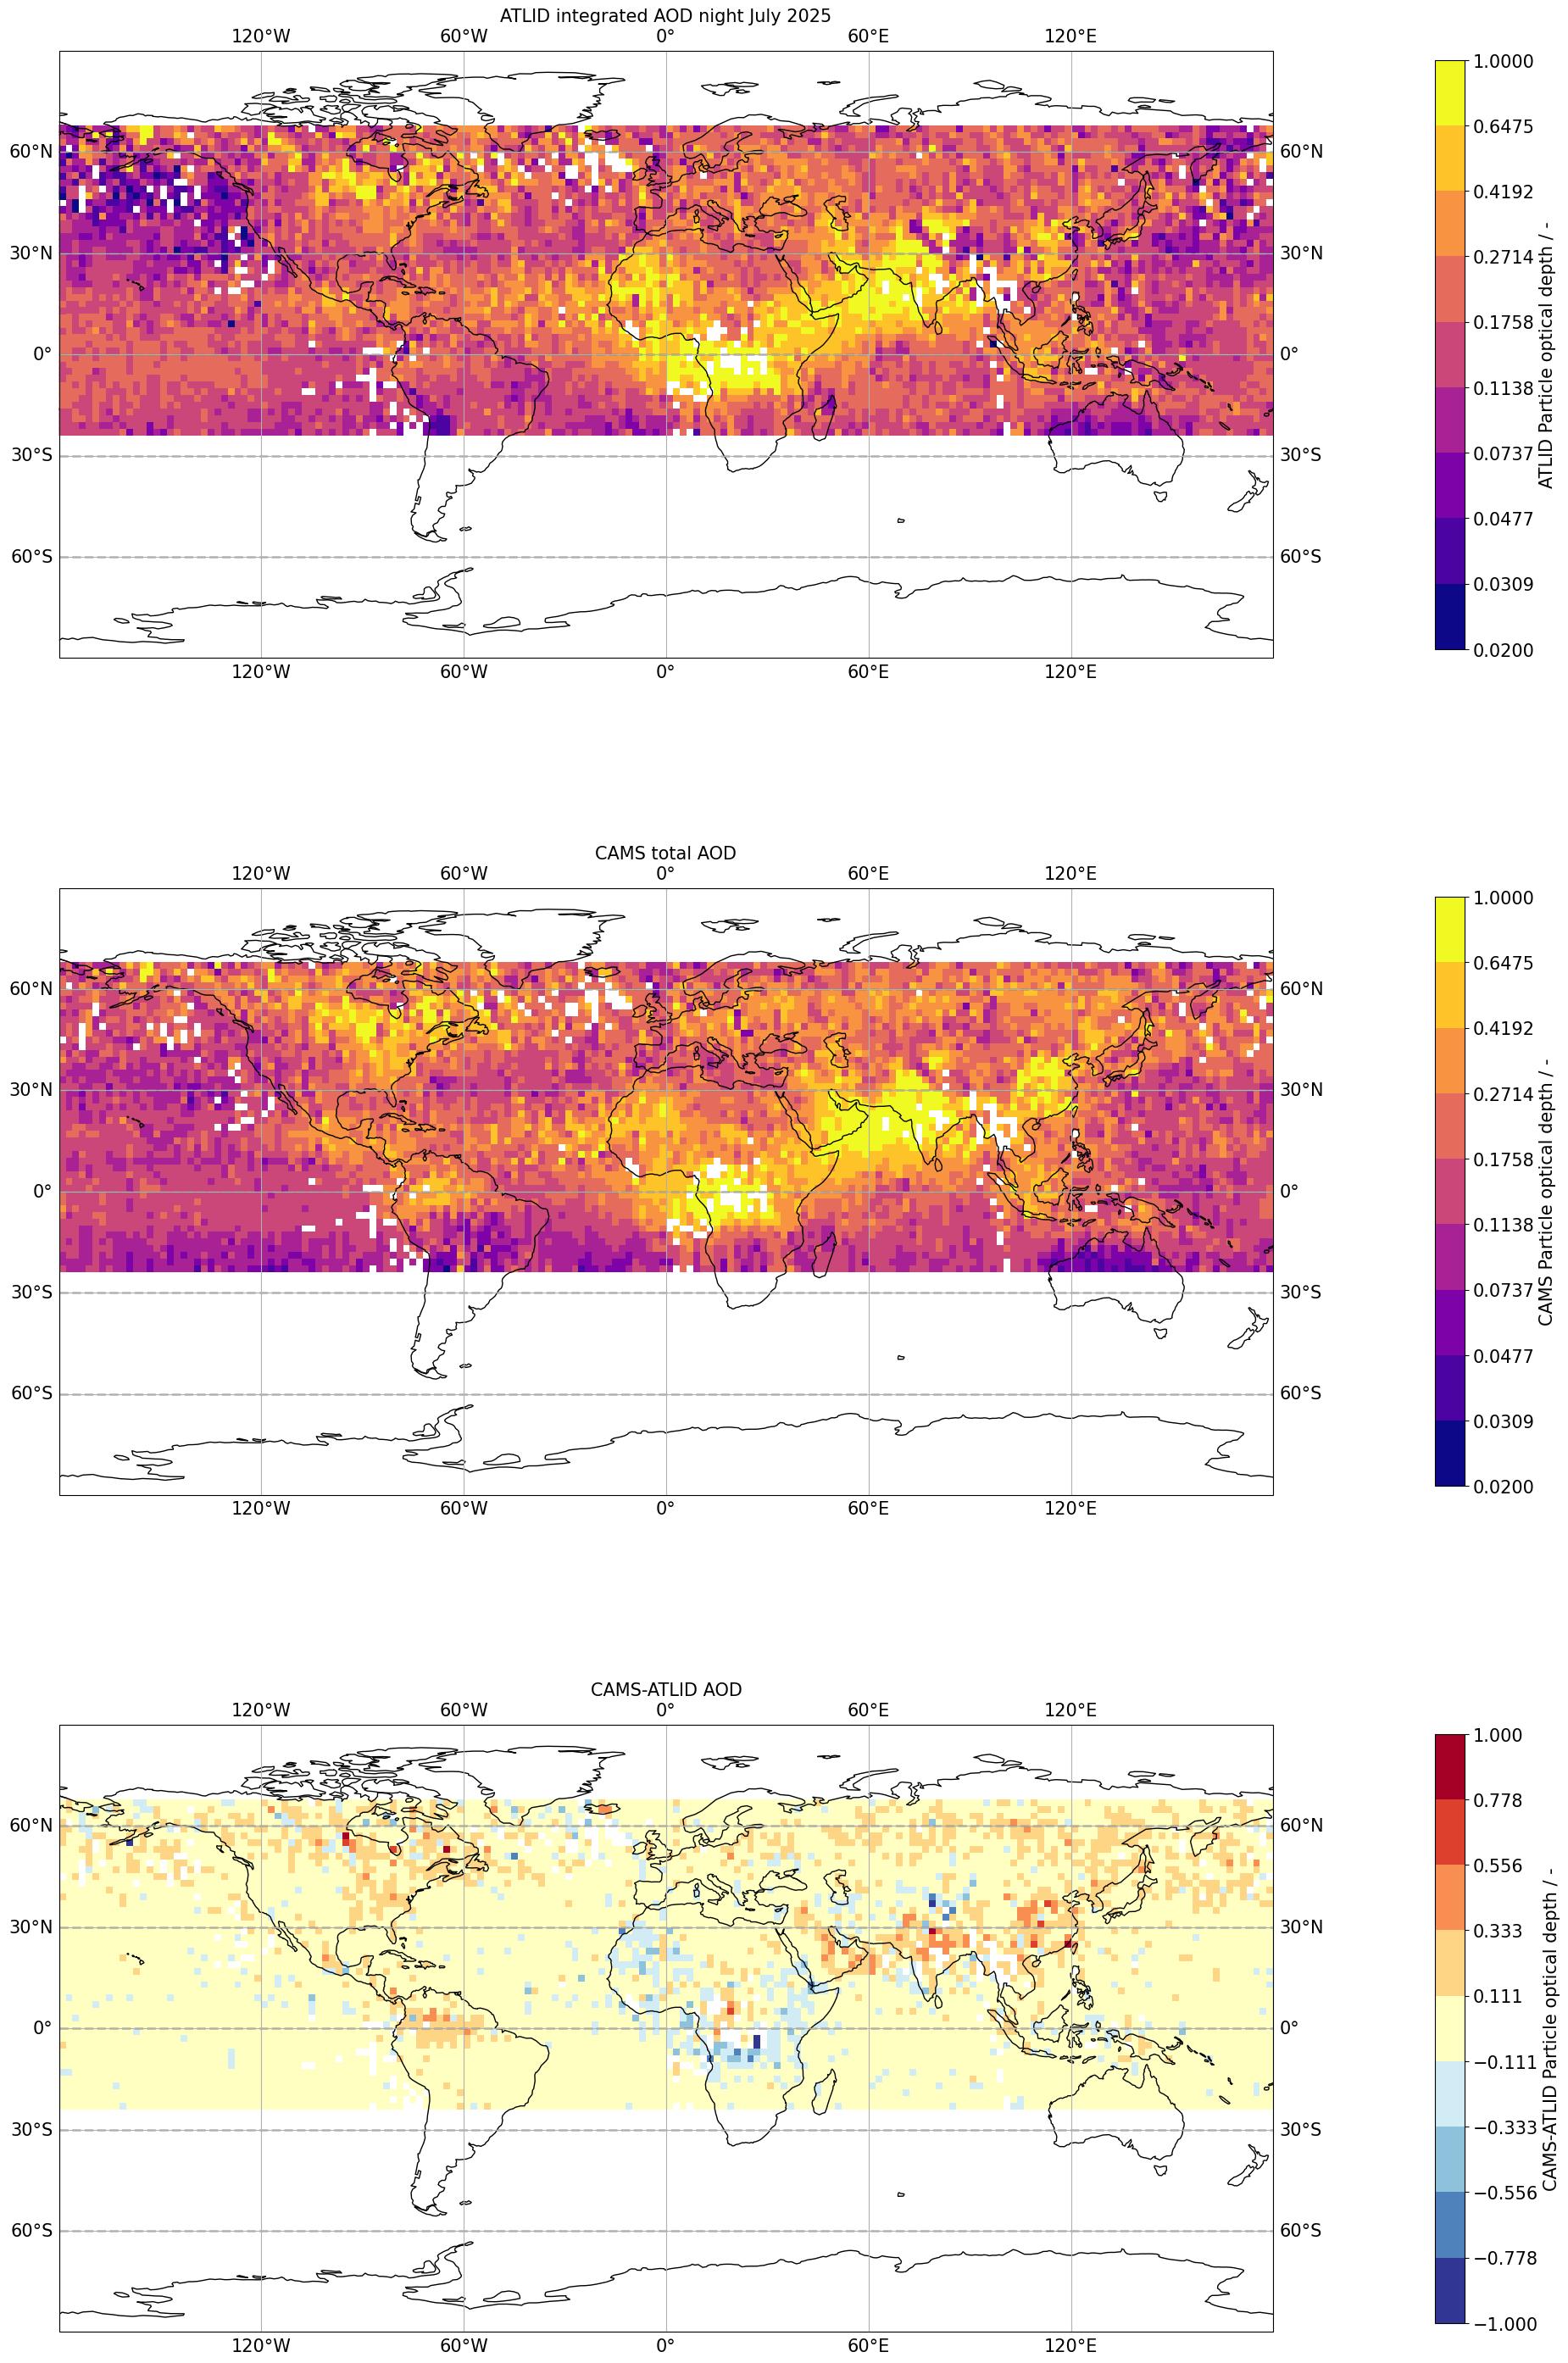 ATLID integrated AOD night July 2025
120°W 60°W 0° 60°E 120°E
60°N 60°N
30°N 30°N
0° 0°
30°S 30°S
60°S 60°S
120°W 60°W 0° 60°E 120°E
1.0000
0.6475
0.4192
0.2714
0.1758
0.1138
0.0737
0.0477
0.0309
0.0200
ATLID Particle optical depth / -
CAMS total AOD
120°W 60°W 0° 60°E 120°E
60°N 60°N
30°N 30°N
0° 0°
30°S 30°S
60°S 60°S
120°W 60°W 0° 60°E 120°E
1.0000
0.6475
0.4192
0.2714
0.1758
0.1138
0.0737
0.0477
0.0309
0.0200
CAMS Particle optical depth / -
CAMS-ATLID AOD
120°W 60°W 0° 60°E 120°E
60°N 60°N
30°N 30°N
0° 0°
30°S 30°S
60°S 60°S
120°W 60°W 0° 60°E 120°E
1.000
0.778
0.556
0.333
0.111
−0.111
−0.333
−0.556
−0.778
−1.000
CAMS-ATLID Particle optical depth / -